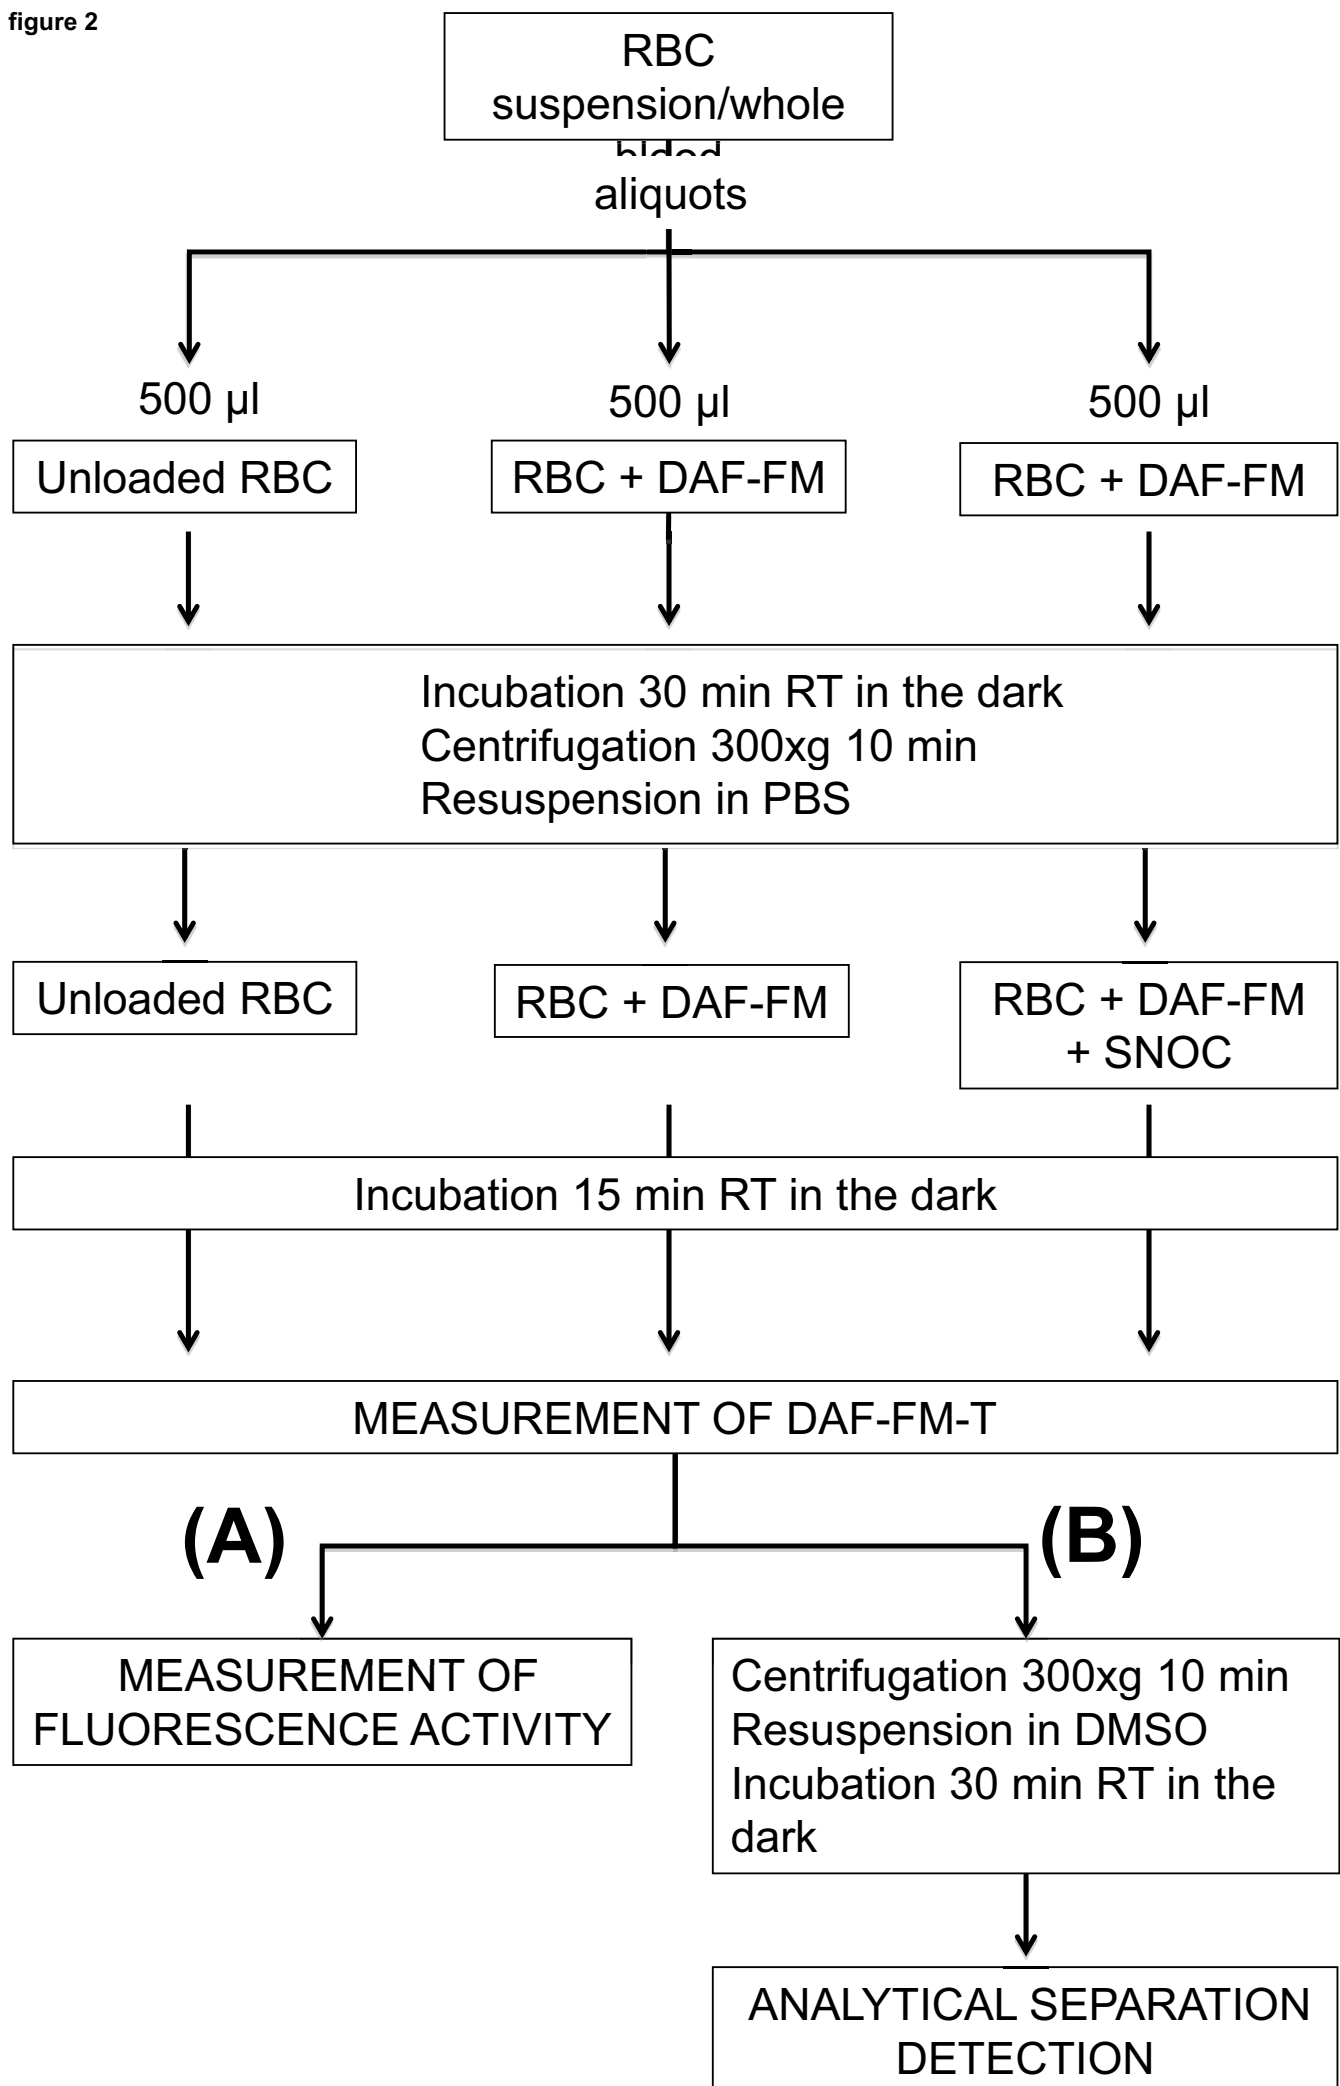 figure 2
RBC
suspension/whole
blood
aliquots
500 µl
500 µl
500 µl
Unloaded RBC
RBC + DAF-FM
RBC + DAF-FM
Incubation 30 min RT in the dark
Centrifugation 300xg 10 min
Resuspension in PBS
Unloaded RBC
RBC + DAF-FM
RBC + DAF-FM
+ SNOC
Incubation 15 min RT in the dark
MEASUREMENT OF DAF-FM-T
(A)
(B)
MEASUREMENT OF
FLUORESCENCE ACTIVITY
Centrifugation 300xg 10 min
Resuspension in DMSO
Incubation 30 min RT in the
dark
ANALYTICAL SEPARATION
DETECTION